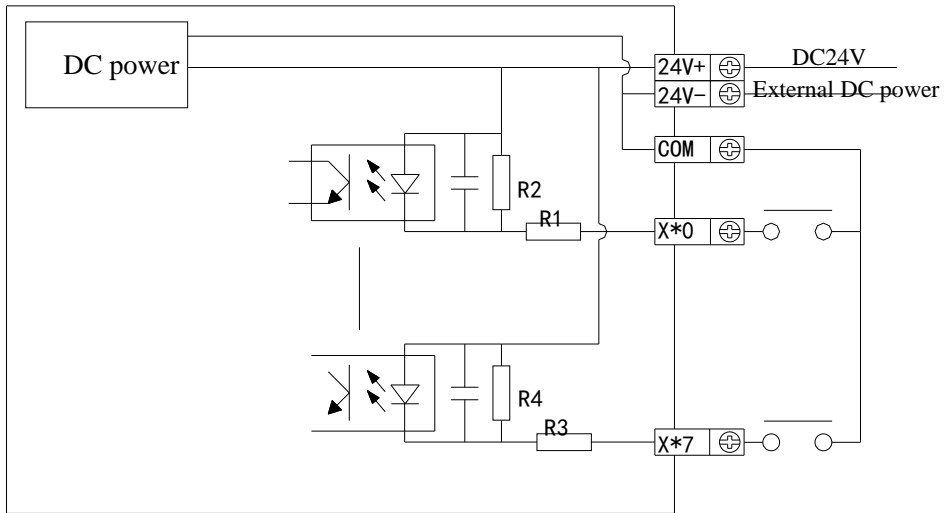 DC power
24V+
DC24V
24V-
External DC power
COM
R2
R1
X*0
R4
R3
X*7